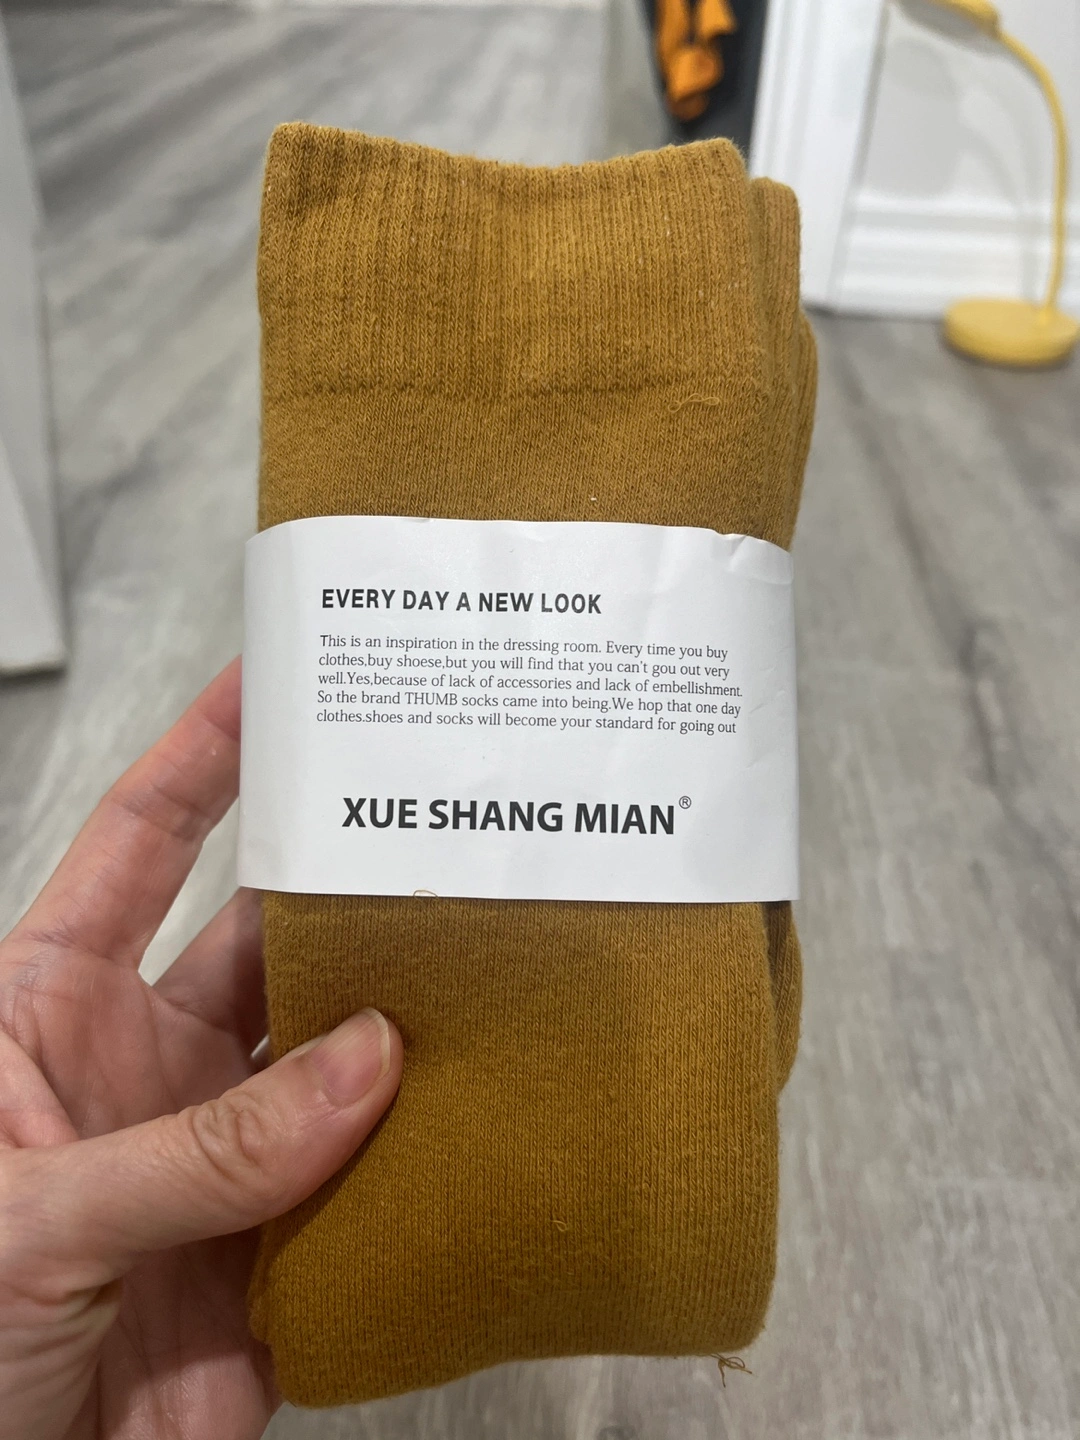 EVERY DAY A NEW LOOK
This is an inspiration in the dressing room. Every time you buy
clothes,buy shoese,but you will find that you can't gou out very
well.Yes,because of lack of accessories and lack of embellishment.
So the brand THUMB socks came into being.We hop that one day
clothes.shoes and socks will become your standard for going out
XUE SHANG MIAN®